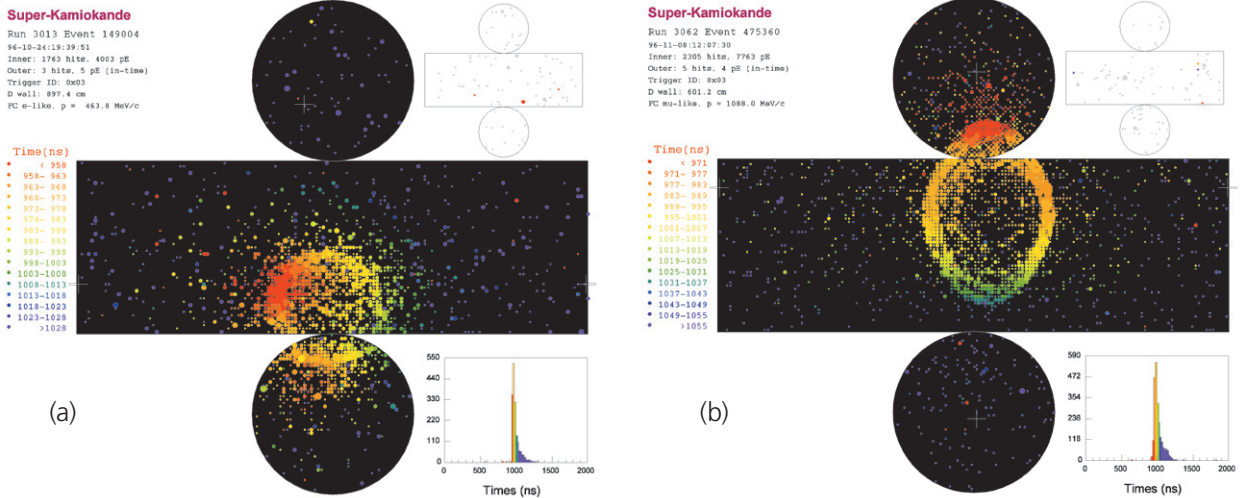 Super-Kamiokande
Run 3013 Event 149004
96-10-24:19:39:51
Inner: 1763 hits, 4003 pE
Outer: 3 hits, 5 pE (in-time)
Trigger ID: 0x03
D wall: 897.4 cm
FC e-like, p = 463.8 MeV/c
Time(ns)
< 958
958- 963
963- 968
968- 973
973- 978
978- 983
983- 988
988- 993
993- 998
998-1003
1003-1008
1008-1013
1013-1018
1018-1023
1023-1028
>1028
(a)
550
440
330
220
110
0
0 500 1000 1500 2000
Times (ns)
Super-Kamiokande
Run 3062 Event 475360
96-11-08:12:07:30
Inner: 2305 hits, 7763 pE
Outer: 5 hits, 4 pE (in-time)
Trigger ID: 0x03
D wall: 601.2 cm
FC mu-like, p = 1088.0 MeV/c
Time(ns)
< 971
971- 977
977- 983
983- 989
989- 995
995-1001
1001-1007
1007-1013
1013-1019
1019-1025
1025-1031
1031-1037
1037-1043
1043-1049
1049-1055
>1055
(b)
590
472
354
236
118
0
0 500 1000 1500 2000
Times (ns)